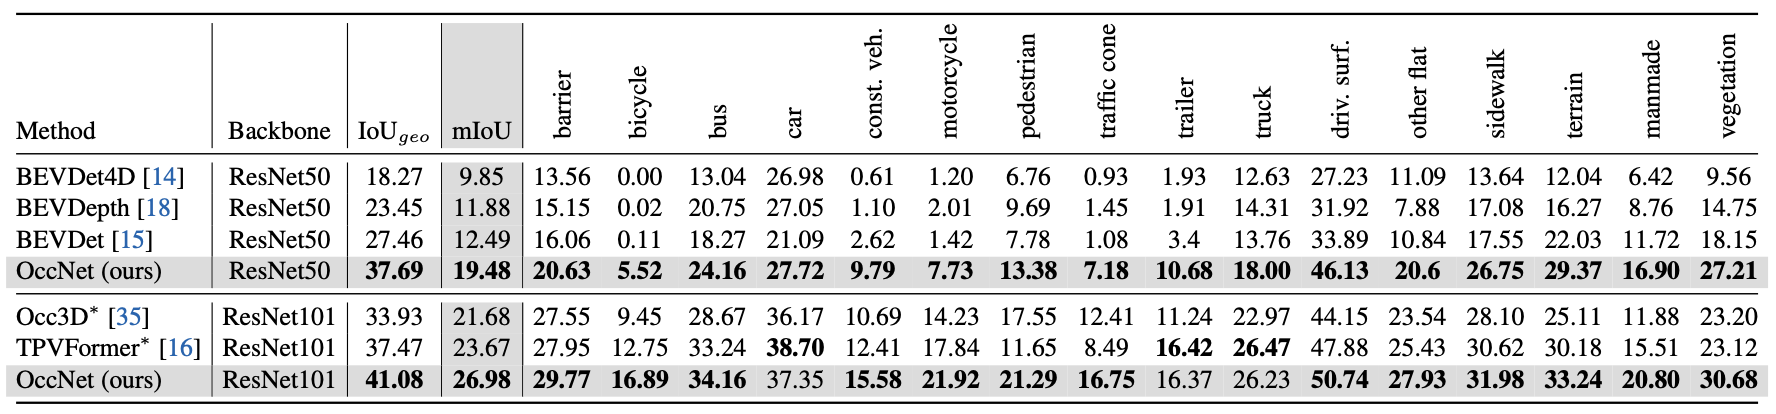 Method Backbone IoU_geo mIoU barrier bicycle bus car const. veh. motorcycle pedestrian traffic cone trailer truck driv. surf. other flat sidewalk terrain manmade vegetation
BEVDet4D [14] ResNet50 18.27 9.85 13.56 0.00 13.04 26.98 0.61 1.20 6.76 0.93 1.93 12.63 27.23 11.09 13.64 12.04 6.42 9.56
BEVDepth [18] ResNet50 23.45 11.88 15.15 0.02 20.75 27.05 1.10 2.01 9.69 1.45 1.91 14.31 31.92 7.88 17.08 16.27 8.76 14.75
BEVDet [15] ResNet50 27.46 12.49 16.06 0.11 18.27 21.09 2.62 1.42 7.78 1.08 3.4 13.76 33.89 10.84 17.55 22.03 11.72 18.15
OccNet (ours) ResNet50 37.69 19.48 20.63 5.52 24.16 27.72 9.79 7.73 13.38 7.18 10.68 18.00 46.13 20.6 26.75 29.37 16.90 27.21
Occ3D* [35] ResNet101 33.93 21.68 27.55 9.45 28.67 36.17 10.69 14.23 17.55 12.41 11.24 22.97 44.15 23.54 28.10 25.11 11.88 23.20
TPVFormer* [16] ResNet101 37.47 23.67 27.95 12.75 33.24 38.70 12.41 17.84 11.65 8.49 16.42 26.47 47.88 25.43 30.62 30.18 15.51 23.12
OccNet (ours) ResNet101 41.08 26.98 29.77 16.89 34.16 37.35 15.58 21.92 21.29 16.75 16.37 26.23 50.74 27.93 31.98 33.24 20.80 30.68